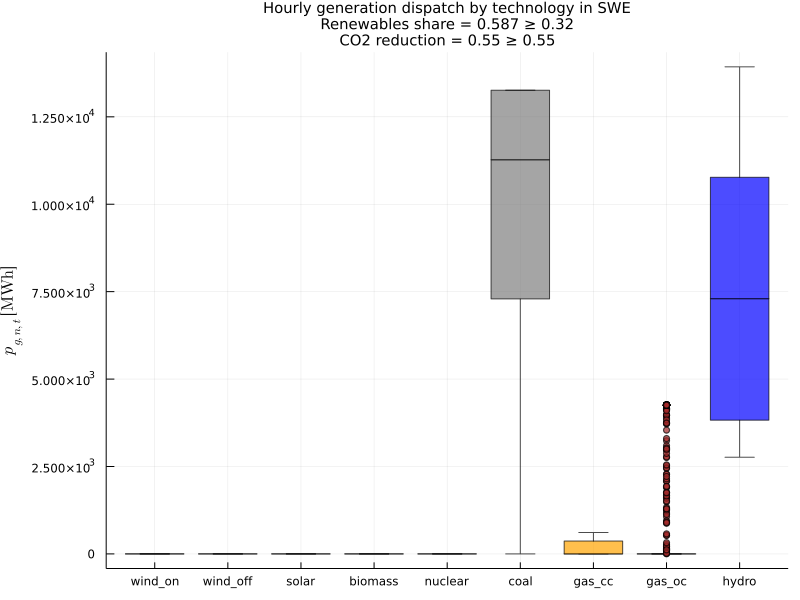 Hourly generation dispatch by technology in SWE
Renewables share = 0.587 ≥ 0.32
CO2 reduction = 0.55 ≥ 0.55
p_{g,n,t} [MWh]
1.250×10⁴
1.000×10⁴
7.500×10³
5.000×10³
2.500×10³
0
wind_on wind_off solar biomass nuclear coal gas_cc gas_oc hydro